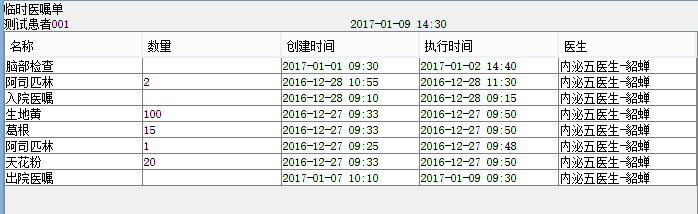 临时医嘱单
测试患者001 2017-01-09 14:30
名称 数量 创建时间 执行时间 医生
脑部检查 2017-01-01 09:30 2017-01-02 14:40 内泌五医生-貂蝉
阿司匹林 2 2016-12-28 10:55 2016-12-28 11:30 内泌五医生-貂蝉
入院医嘱 2016-12-28 09:10 2016-12-28 09:15 内泌五医生-貂蝉
生地黄 100 2016-12-27 09:33 2016-12-27 09:50 内泌五医生-貂蝉
葛根 15 2016-12-27 09:33 2016-12-27 09:50 内泌五医生-貂蝉
阿司匹林 1 2016-12-27 09:25 2016-12-27 09:48 内泌五医生-貂蝉
天花粉 20 2016-12-27 09:33 2016-12-27 09:50 内泌五医生-貂蝉
出院医嘱 2017-01-07 10:10 2017-01-09 09:30 内泌五医生-貂蝉